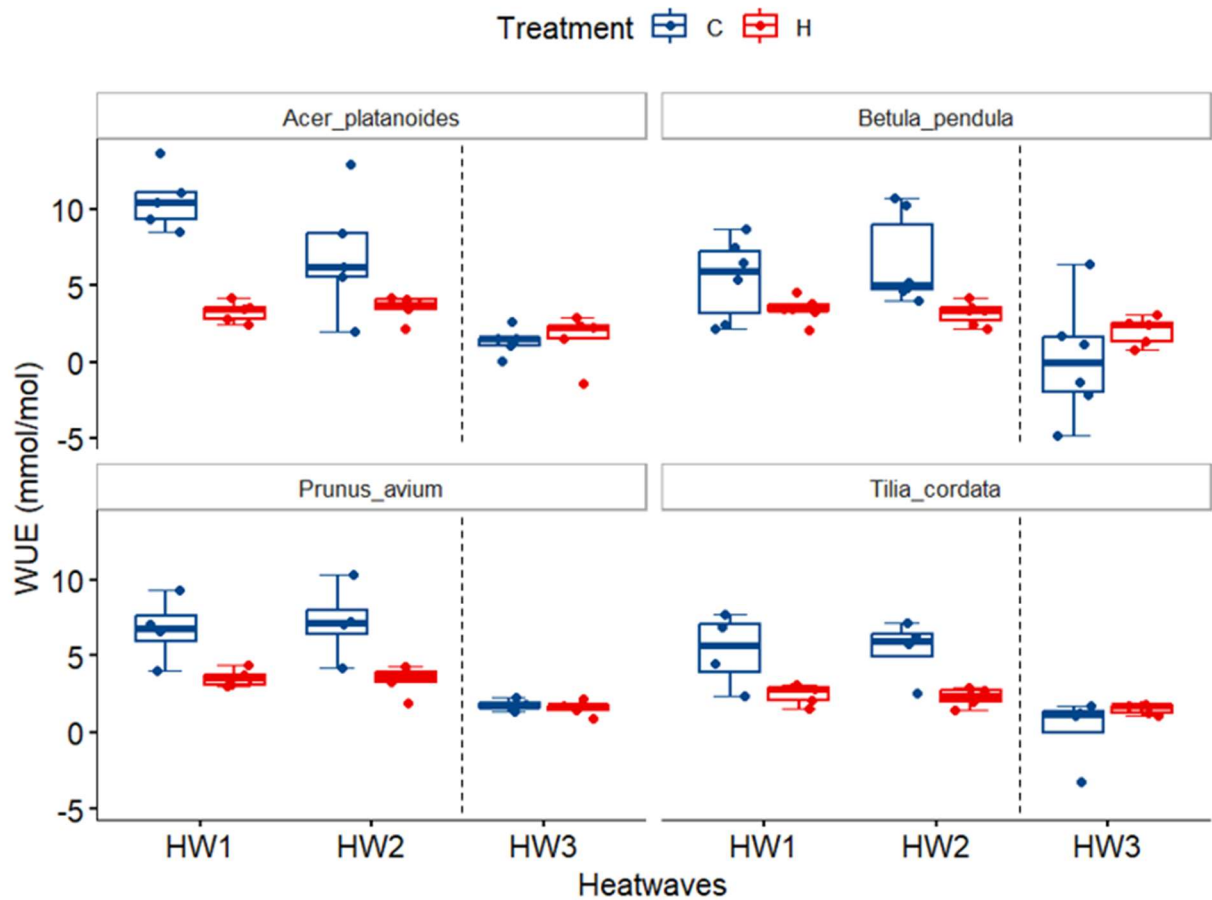 Treatment C H
Acer_platanoides
Betula_pendula
WUE (mmol/mol)
10
5
0
-5
Prunus_avium
Tilia_cordata
10
5
0
-5
HW1 HW2 HW3
HW1 HW2 HW3
Heatwaves